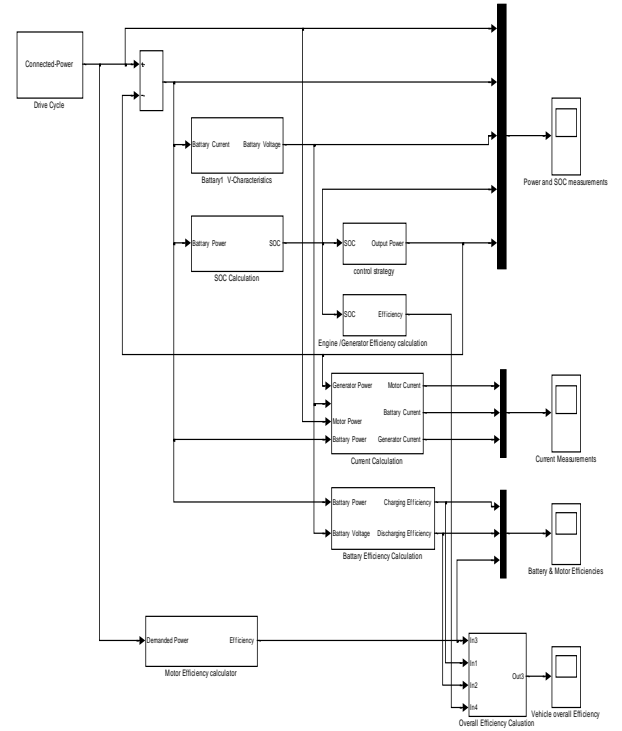 Connected-Power
Drive Cycle
+
−
Battary Current
Battary Voltage
Battary1 V-Characteristics
Power and SOC measurements
Battary Power
SOC
SOC Calculation
SOC
Output Power
control strategy
SOC
Efficiency
Engine /Generator Efficiency calculation
Generator Power
Motor Current
Motor Power
Battary Current
Battary Power
Generator Current
Current Calculation
Current Measurements
Battary Power
Charging Efficiency
Battary Voltage
Discharging Efficiency
Battary Efficiency Calculation
Battery & Motor Efficiencies
Demanded Power
Efficiency
Motor Efficiency calculator
In3
In1
In2
In4
Out3
Overall Efficiency Caluation
Vehicle overall Efficiency